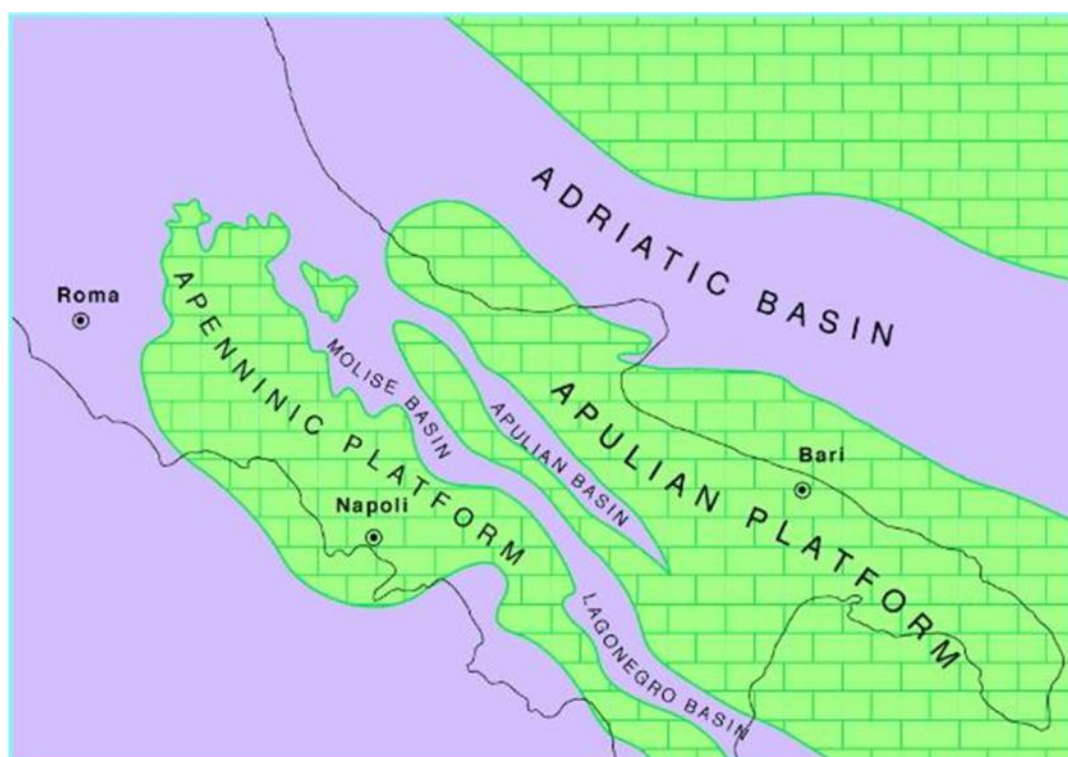 ADRIATIC BASIN
Roma
APENNINIC PLATFORM
MOLISE BASIN
APULIAN BASIN
APULIAN PLATFORM
Bari
Napoli
LAGONEGRO BASIN